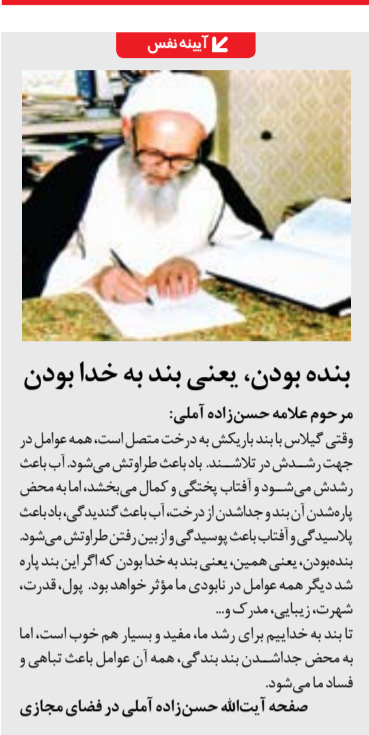 آیینه نفس
بنده بودن، یعنی بند به خدا بودن
مرحوم علامه حسن‌زاده آملی:
وقتی گیلاس با بند باریکش به درخت متصل است، همه عوامل در
جهت رشــدش در تلاشــند. باد باعث طراوتش می‌شود. آب باعث
رشدش می‌شــود و آفتاب پختگی و کمال می‌بخشد، اما به محض
پاره‌شدن آن بند و جداشدن از درخت، آب باعث گندیدگی، باد باعث
پلاسیدگی و آفتاب باعث پوسیدگی و از بین رفتن طراوتش می‌شود.
بنده‌بودن، یعنی همین، یعنی بند به خدا بودن که اگر این بند پاره
شد دیگر همه عوامل در نابودی ما مؤثر خواهد بود. پول، قدرت،
شهرت، زیبایی، مدرک و...
تا بند به خداییم برای رشد ما، مفید و بسیار هم خوب است، اما
به محض جداشــدن بند بندگی، همه آن عوامل باعث تباهی و
فساد ما می‌شود.
صفحه آیت‌الله حسن‌زاده آملی در فضای مجازی